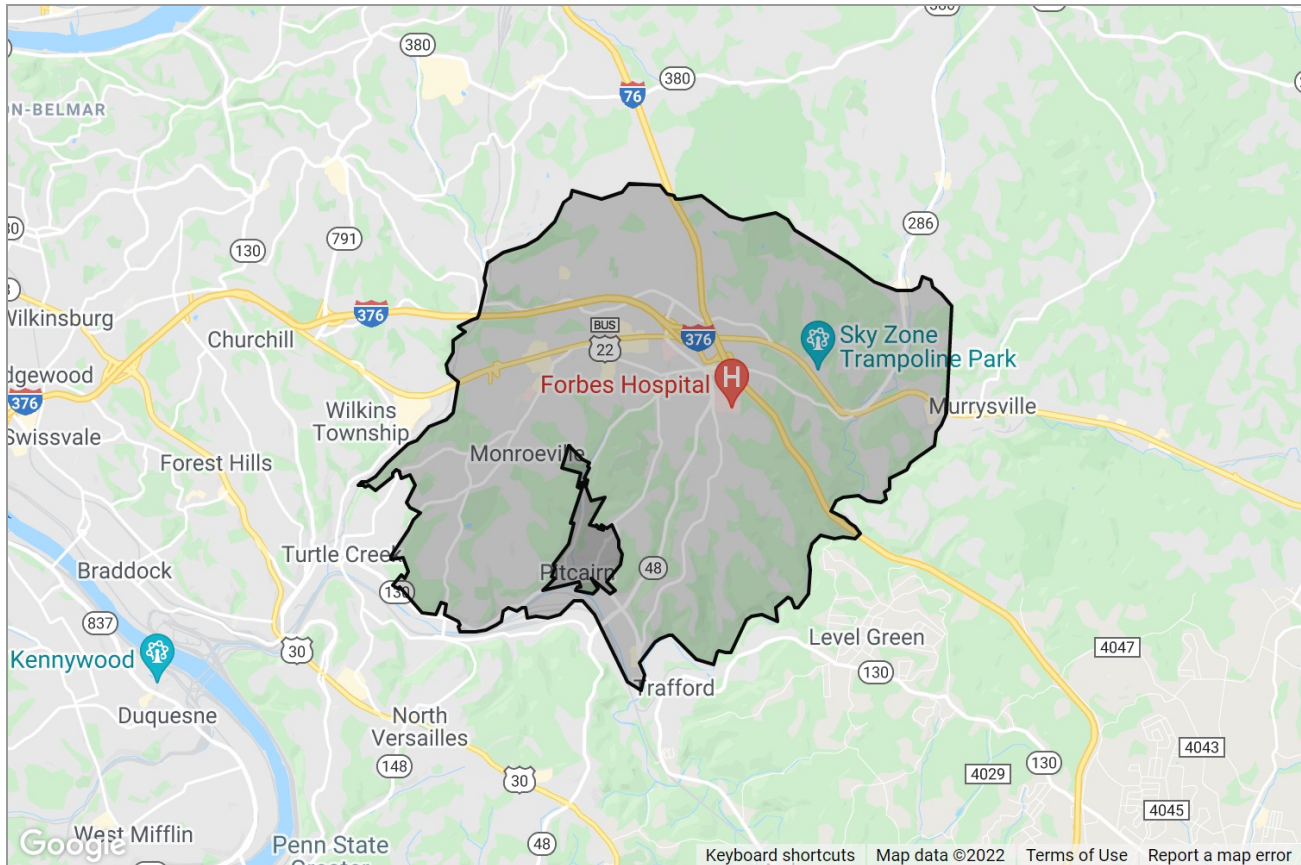 380
380
380
76
ON-BELMAR
286
130
791
376
Wilkinsburg
Churchill
BUS
22
376
Sky Zone
Trampoline Park
dgewood
376
Forbes Hospital
H
Wilkins
Township
Murrysville
Swissvale
Forest Hills
Monroeville
Turtle Creek
Braddock
Pitcairn
48
130
837
30
Level Green
4047
Kennywood
130
Trafford
Duquesne
North
Versailles
148
30
4029
130
4043
4045
West Mifflin
48
Penn State
Greater
Google
Keyboard shortcuts
Map data ©2022
Terms of Use
Report a map error